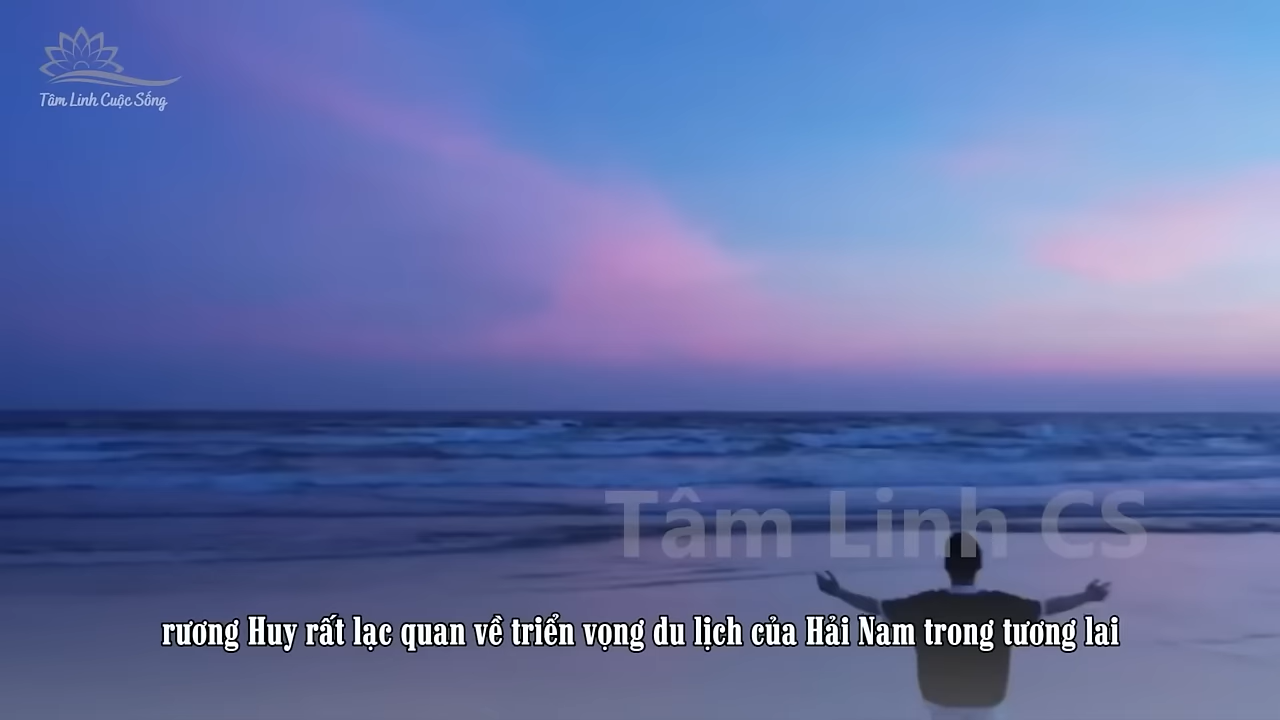 Tâm Linh Cuộc Sống
Tâm Linh CS
rương Huy rất lạc quan về triển vọng du lịch của Hải Nam trong tương lai